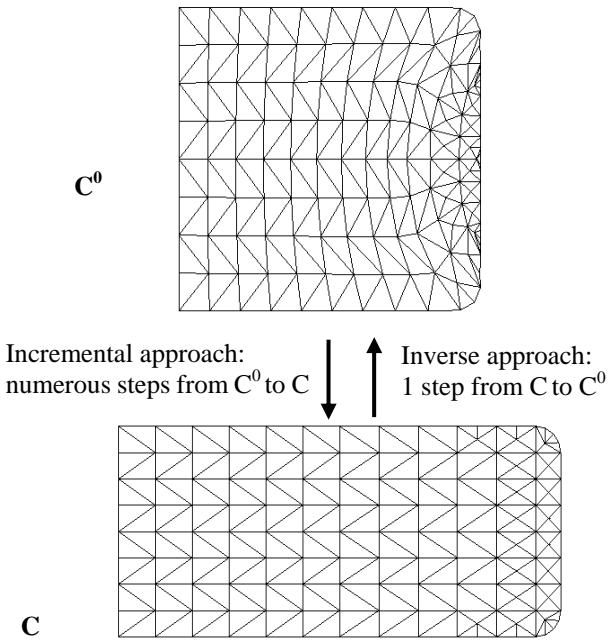 C⁰
Incremental approach:
numerous steps from C⁰ to C
Inverse approach:
1 step from C to C⁰
C